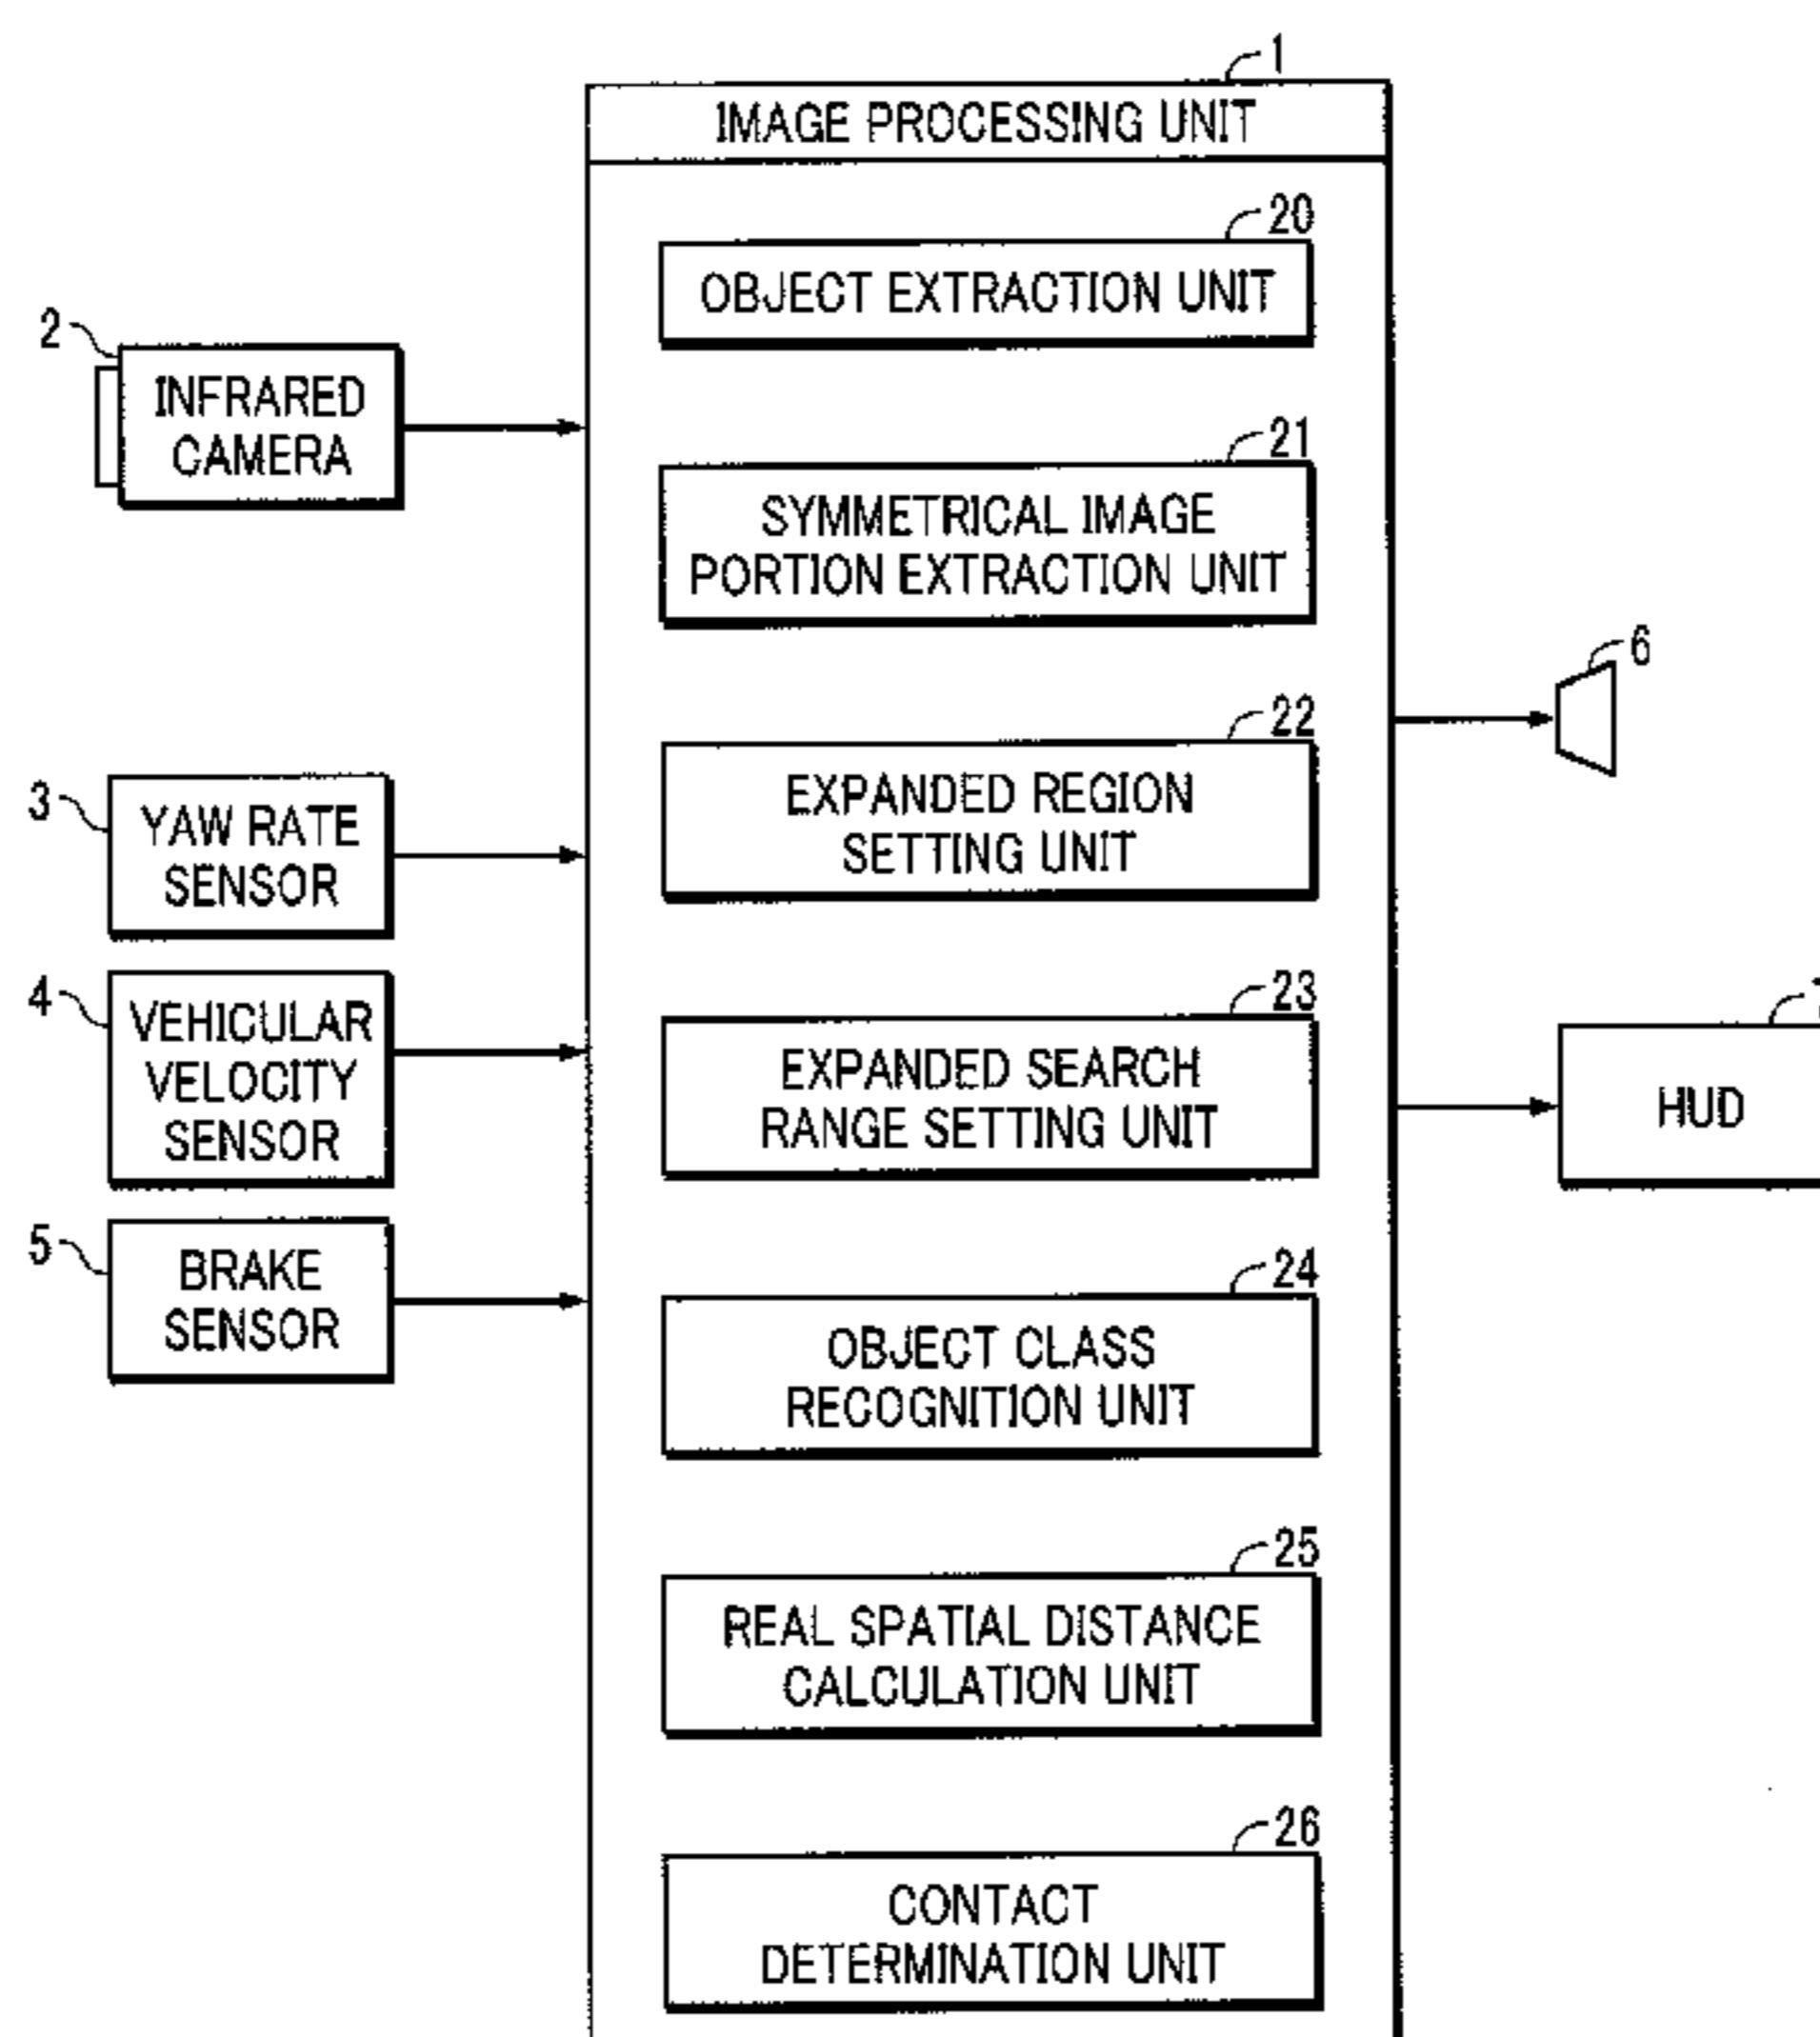 1
IMAGE PROCESSING UNIT
20
OBJECT EXTRACTION UNIT
2
INFRARED
CAMERA
21
SYMMETRICAL IMAGE
PORTION EXTRACTION UNIT
6
22
EXPANDED REGION
SETTING UNIT
3
YAW RATE
SENSOR
4
VEHICULAR
VELOCITY
SENSOR
23
EXPANDED SEARCH
RANGE SETTING UNIT
HUD
5
BRAKE
SENSOR
24
OBJECT CLASS
RECOGNITION UNIT
25
REAL SPATIAL DISTANCE
CALCULATION UNIT
26
CONTACT
DETERMINATION UNIT